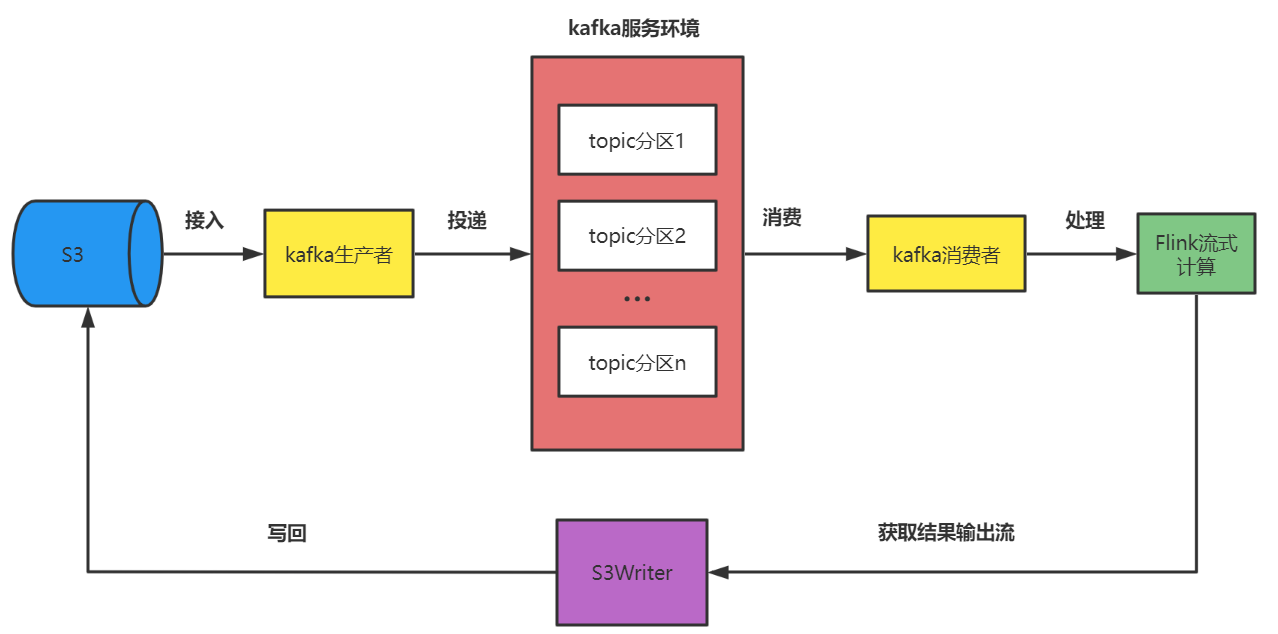 kafka服务环境
topic分区1
topic分区2
...
topic分区n
S3
接入
kafka生产者
投递
消费
kafka消费者
处理
Flink流式
计算
获取结果输出流
S3Writer
写回